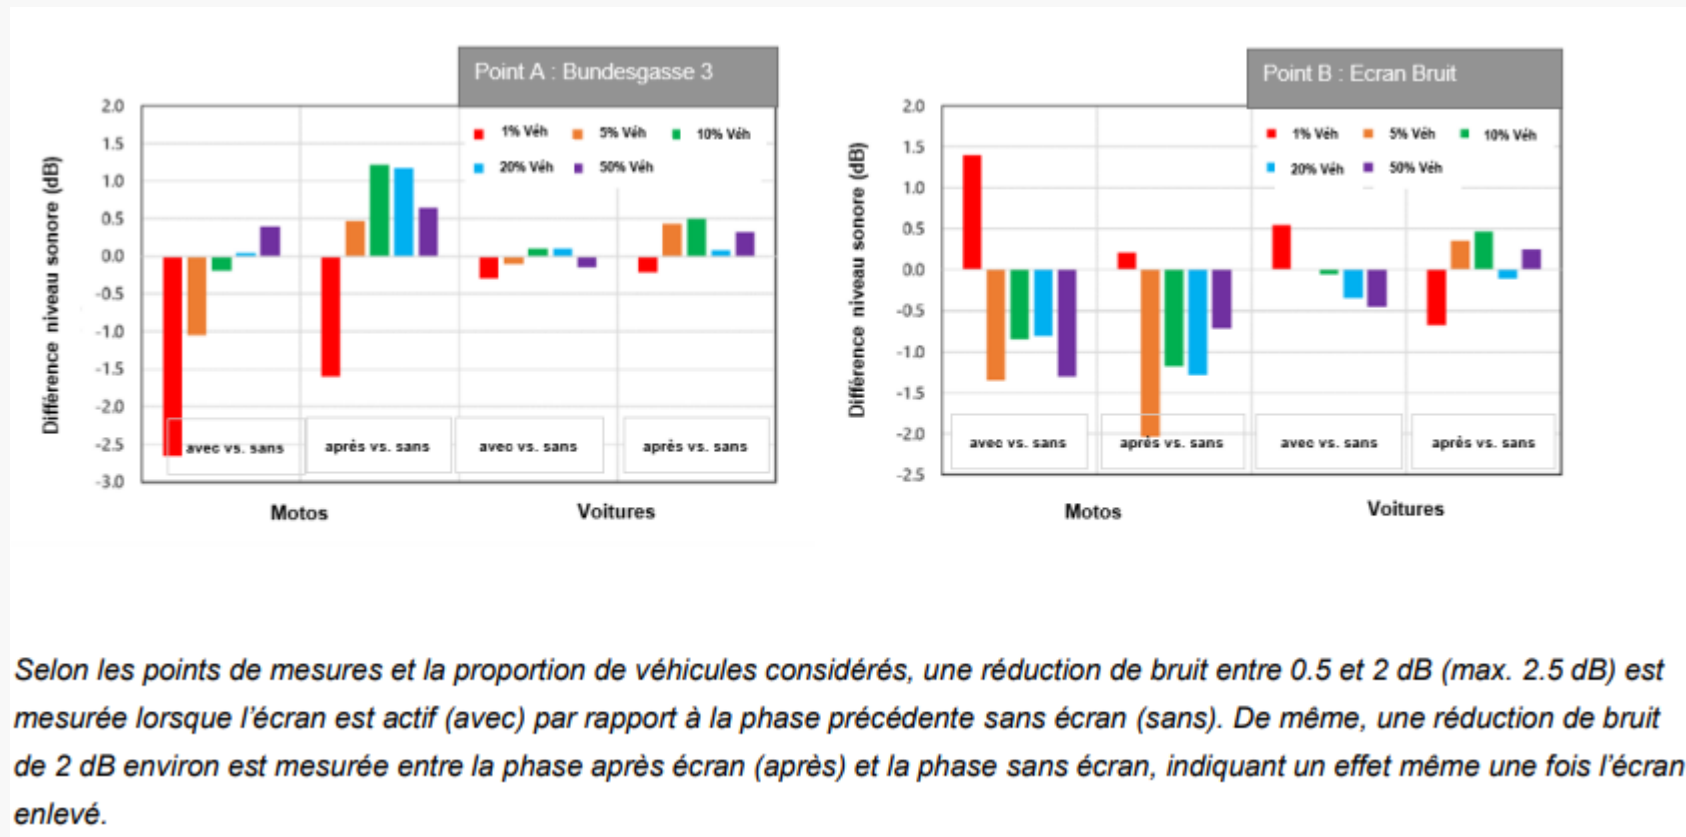 Point A : Bundesgasse 3
Différence niveau sonore (dB)
2.0
1.5
1.0
0.5
0.0
-0.5
-1.0
-1.5
-2.0
-2.5
-3.0
1% Véh 5% Véh 10% Véh
20% Véh 50% Véh
avec vs. sans après vs. sans avec vs. sans après vs. sans
Motos Voitures
Point B : Ecran Bruit
Différence niveau sonore (dB)
2.0
1.5
1.0
0.5
0.0
-0.5
-1.0
-1.5
-2.0
-2.5
1% Véh 5% Véh 10% Véh
20% Véh 50% Véh
avec vs. sans après vs. sans avec vs. sans après vs. sans
Motos Voitures
Selon les points de mesures et la proportion de véhicules considérés, une réduction de bruit entre 0.5 et 2 dB (max. 2.5 dB) est
mesurée lorsque l'écran est actif (avec) par rapport à la phase précédente sans écran (sans). De même, une réduction de bruit
de 2 dB environ est mesurée entre la phase après écran (après) et la phase sans écran, indiquant un effet même une fois l'écran
enlevé.